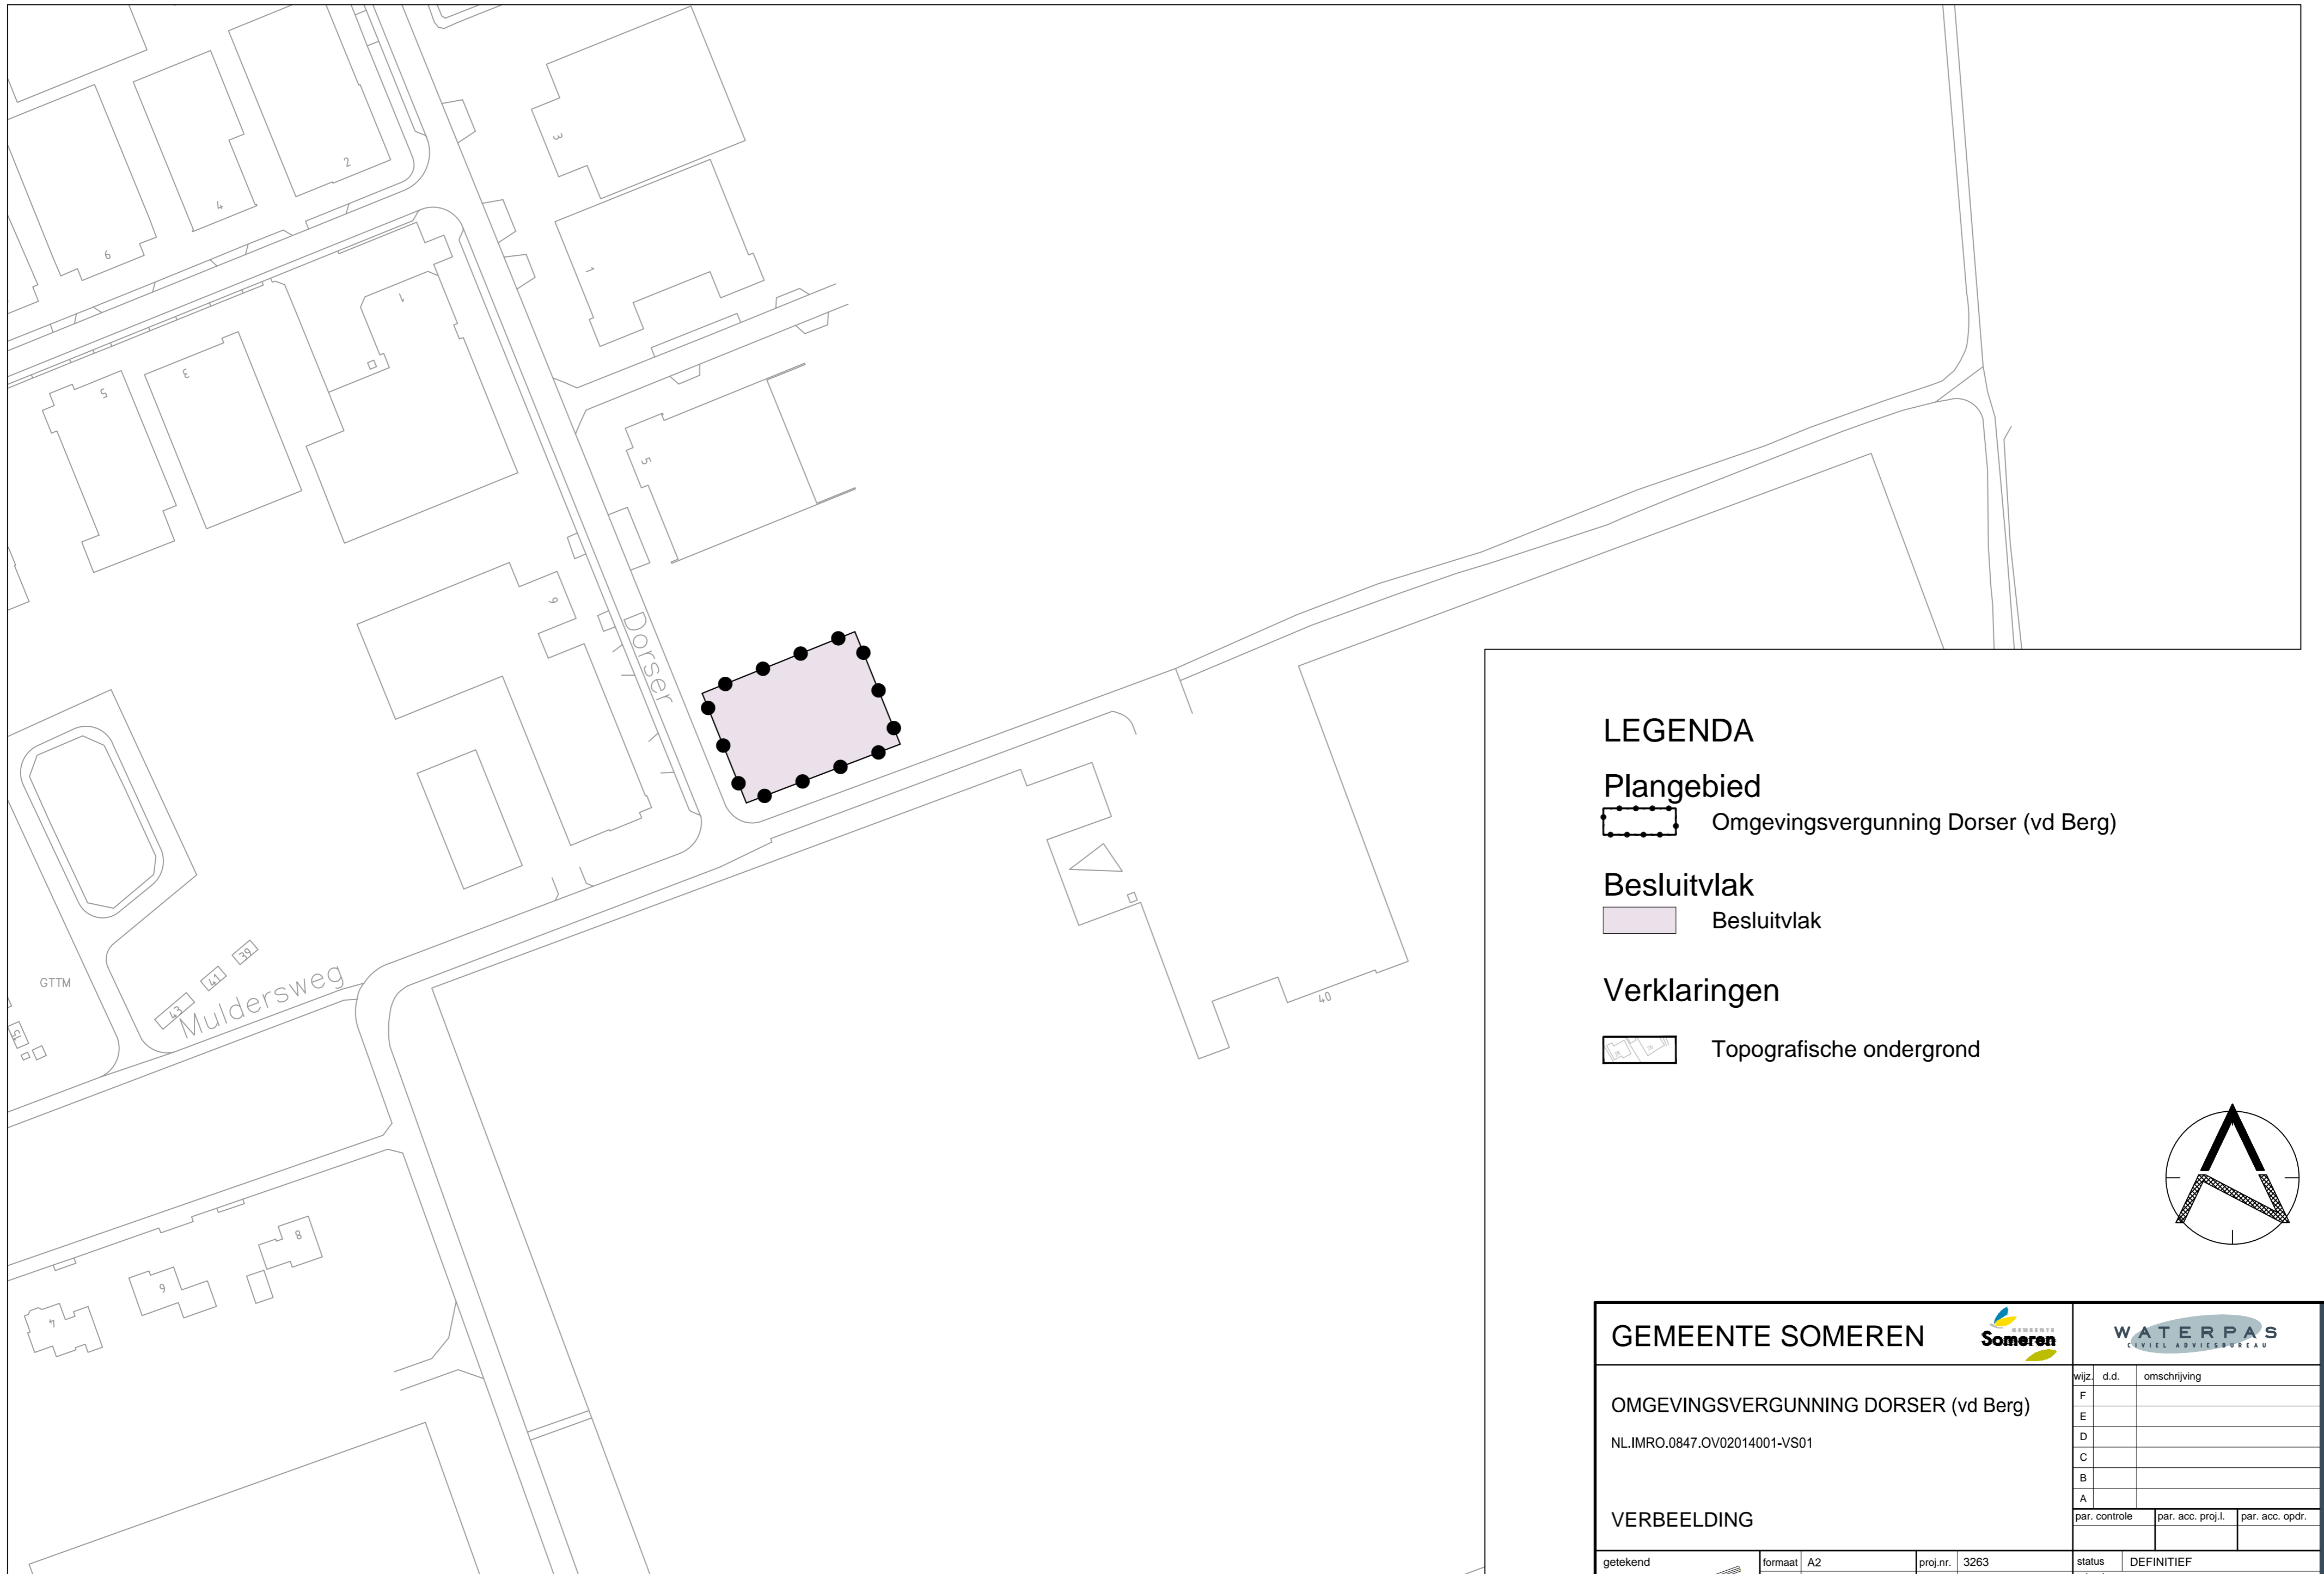 2
4
6
3
1
1
3
5
5
9
Dorser
GTTM
39
41
43
Muldersweg
40
8
6
4
LEGENDA
Plangebied
Omgevingsvergunning Dorser (vd Berg)
Besluitvlak
Besluitvlak
Verklaringen
Topografische ondergrond
GEMEENTE SOMEREN
GEMEENTE
Someren
WATERPAS
CIVIEL ADVIESBUREAU
wijz. d.d. omschrijving
F
E
D
C
B
A
OMGEVINGSVERGUNNING DORSER (vd Berg)
NL.IMRO.0847.OV02014001-VS01
VERBEELDING
par. controle par. acc. proj.l. par. acc. opdr.
getekend formaat A2 proj.nr. 3263 status DEFINITIEF